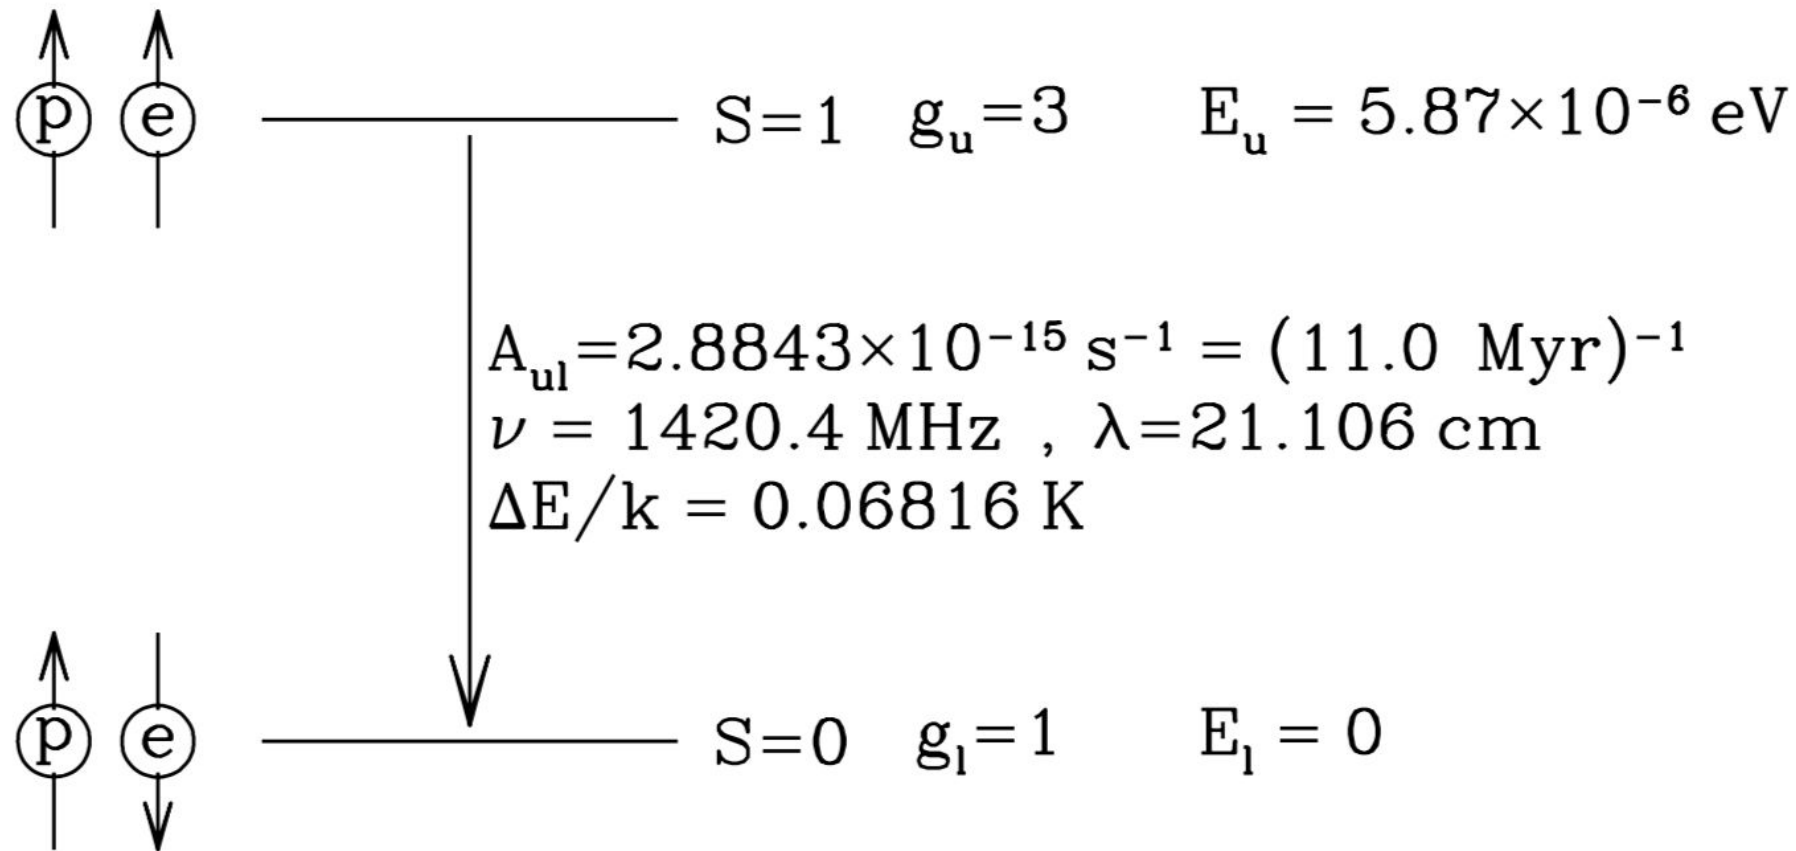 p e S=1 g_u=3 E_u = 5.87×10⁻⁶ eV
A_ul=2.8843×10⁻¹⁵ s⁻¹ = (11.0 Myr)⁻¹
ν = 1420.4 MHz , λ=21.106 cm
ΔE/k = 0.06816 K
p e S=0 g_l=1 E_l = 0